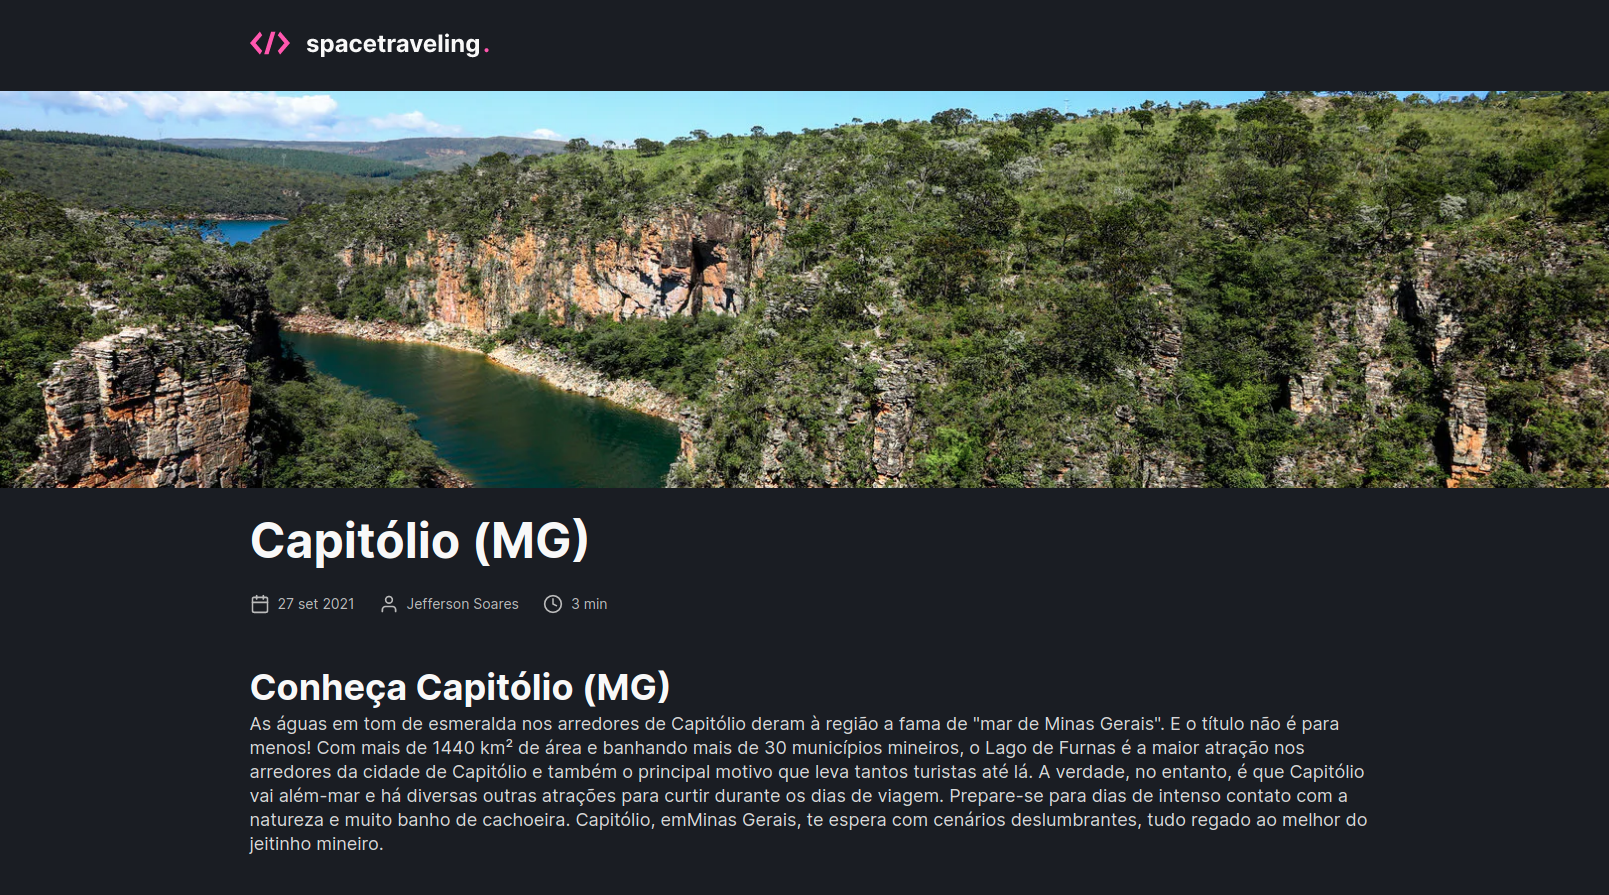 spacetraveling.
Capitólio (MG)
27 set 2021 Jefferson Soares 3 min
Conheça Capitólio (MG)
As águas em tom de esmeralda nos arredores de Capitólio deram à região a fama de "mar de Minas Gerais". E o título não é para
menos! Com mais de 1440 km² de área e banhando mais de 30 municípios mineiros, o Lago de Furnas é a maior atração nos
arredores da cidade de Capitólio e também o principal motivo que leva tantos turistas até lá. A verdade, no entanto, é que Capitólio
vai além-mar e há diversas outras atrações para curtir durante os dias de viagem. Prepare-se para dias de intenso contato com a
natureza e muito banho de cachoeira. Capitólio, emMinas Gerais, te espera com cenários deslumbrantes, tudo regado ao melhor do
jeitinho mineiro.